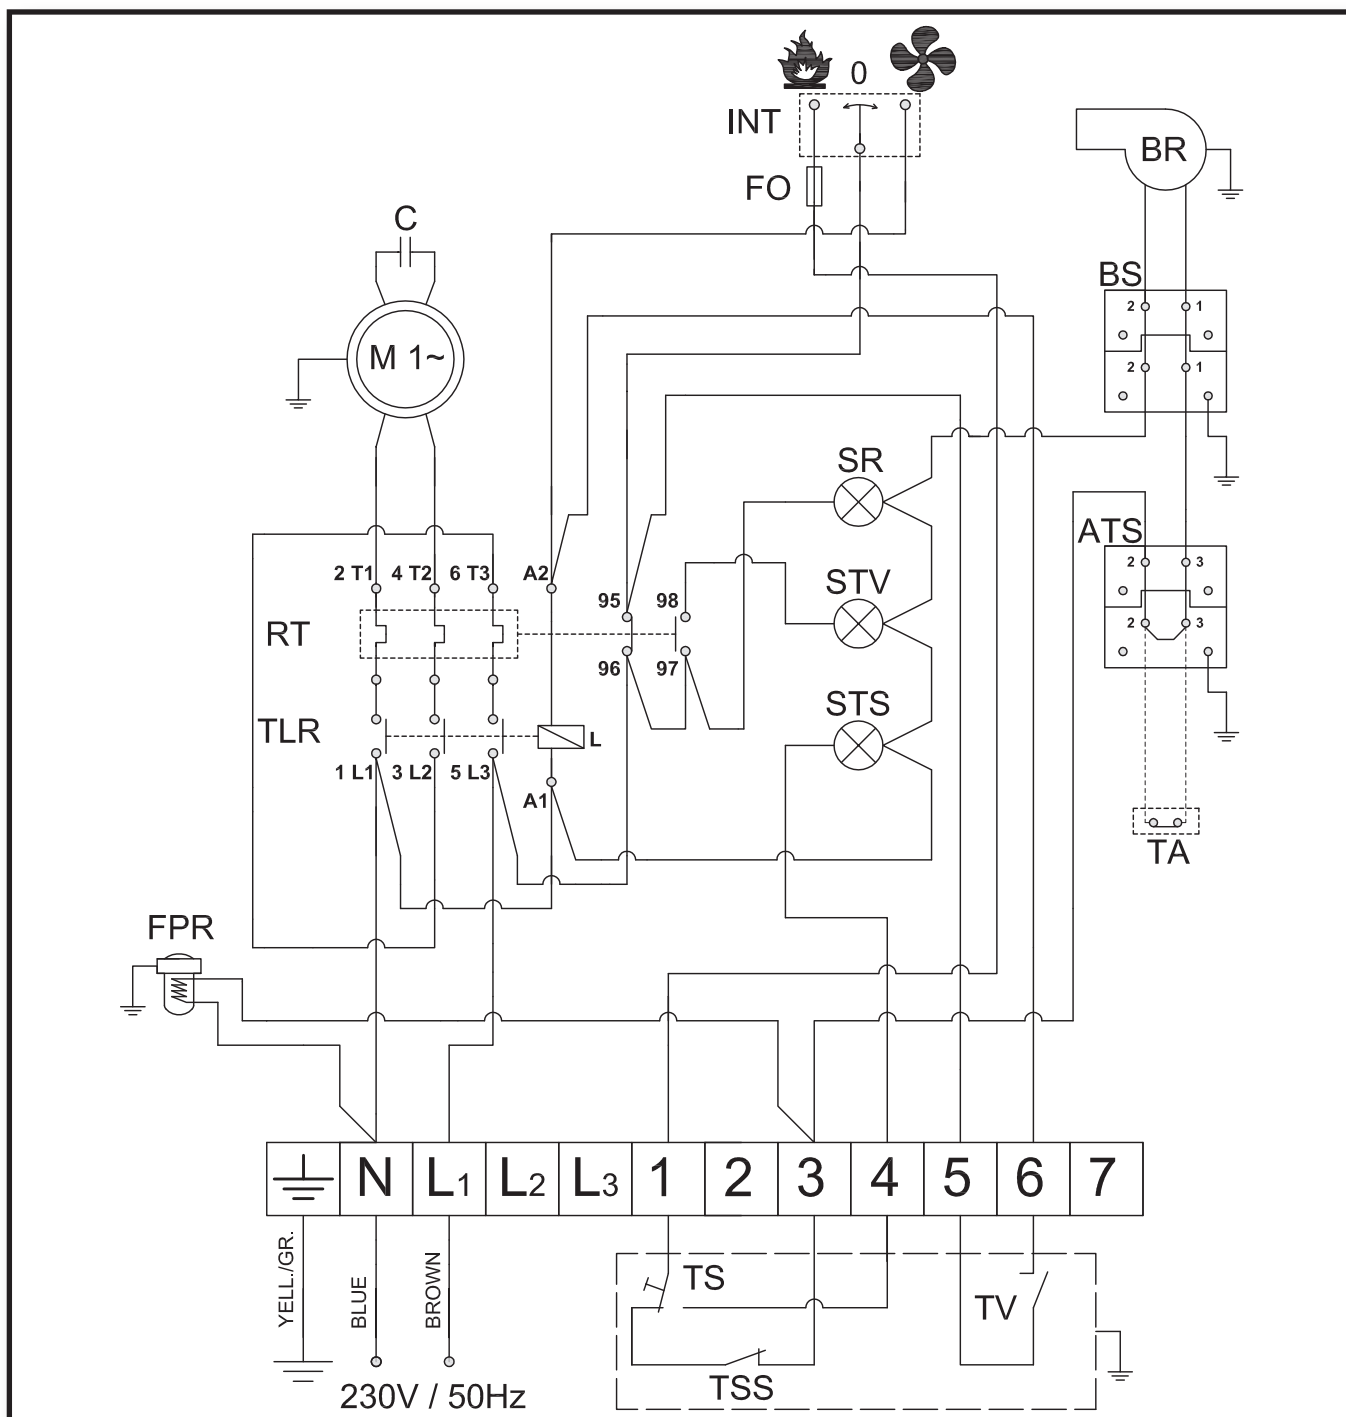 0
INT
BR
FO
C
BS
2 1
M 1~
2 1
SR
ATS
2 T1 4 T2 6 T3 A2
2 3
STV
95 98
RT
2 3
96 97
STS
TLR
L
1 L1 3 L2 5 L3
A1
TA
FPR
N L1 L2 L3 1 2 3 4 5 6 7
YELL./GR.
BLUE
BROWN
TS
TV
TSS
230V / 50Hz